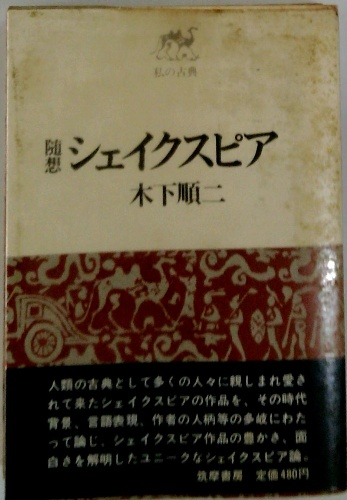 私の古典
随想 シェイクスピア
木下順二
人類の古典として多くの人々に親しまれ愛さ
れて来たシェイクスピアの作品を、その時代
背景、言語表現、作者の人柄等の多岐にわた
って論じ、シェイクスピア作品の豊かさ、面
白さを解明したユニークなシェイクスピア論。
筑摩書房 定価480円